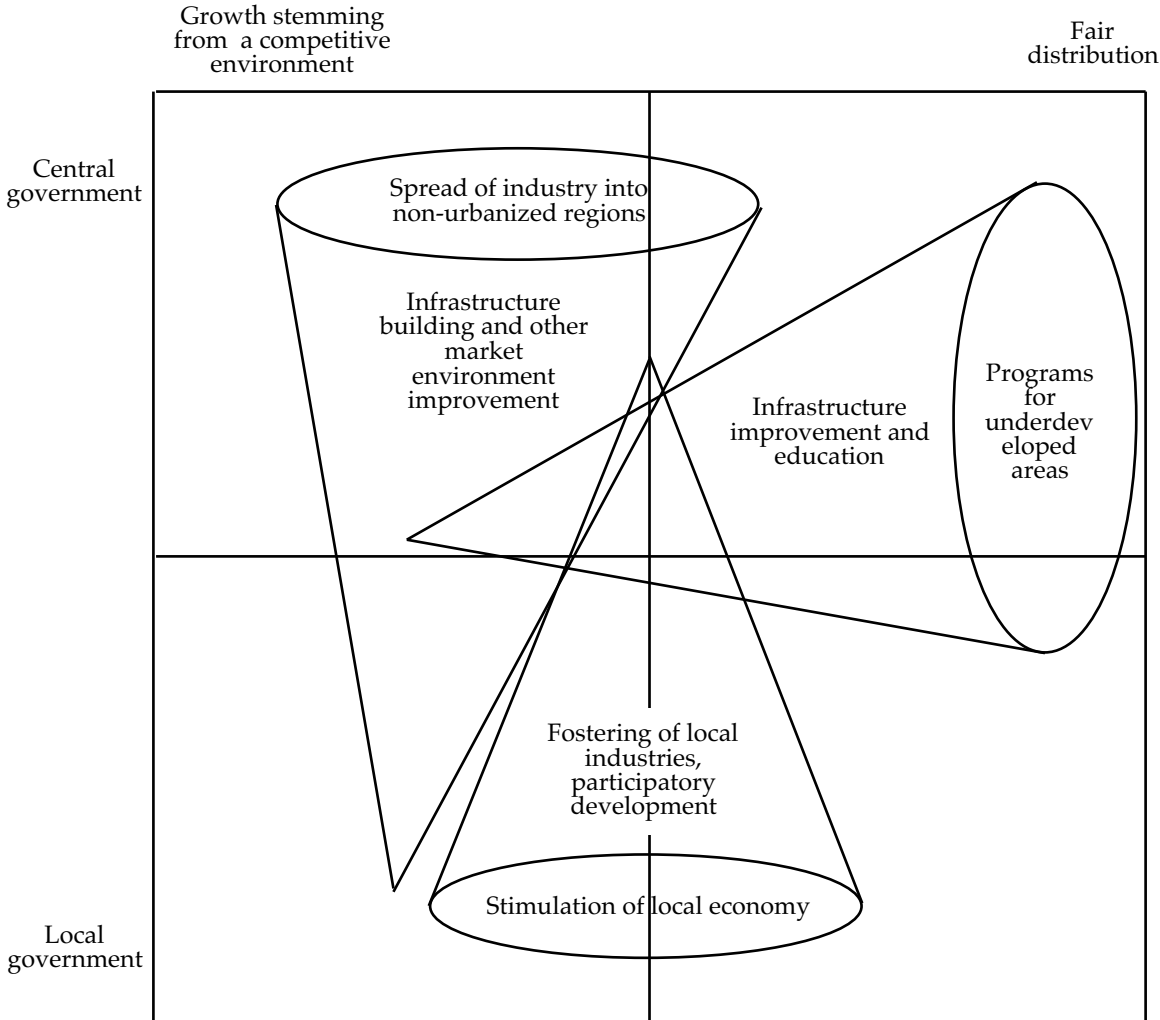 Growth stemming
from a competitive
environment
Fair
distribution
Central
government
Spread of industry into
non-urbanized regions
Infrastructure
building and other
market
environment
improvement
Infrastructure
improvement and
education
Programs
for
underdev
eloped
areas
Fostering of local
industries,
participatory
development
Stimulation of local economy
Local
government